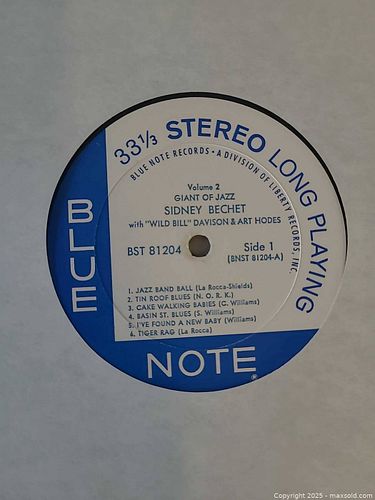 33⅓ STEREO LONG PLAYING
BLUE NOTE RECORDS • A DIVISION OF LIBERTY RECORDS, INC.
Volume 2
GIANT OF JAZZ
SIDNEY BECHET
with "WILD BILL" DAVISON & ART HODES
BST 81204
Side 1
(BNST 81204-A)
1. JAZZ BAND BALL (La Rocca-Shields)
2. TIN ROOF BLUES (N. O. R. K.)
3. CAKE WALKING BABIES (C. Williams)
4. BASIN ST. BLUES (S. Williams)
5. I'VE FOUND A NEW BABY (Williams)
6. TIGER RAG (La Rocca)
BLUE
NOTE®
Copyright 2025 - maxsold.com